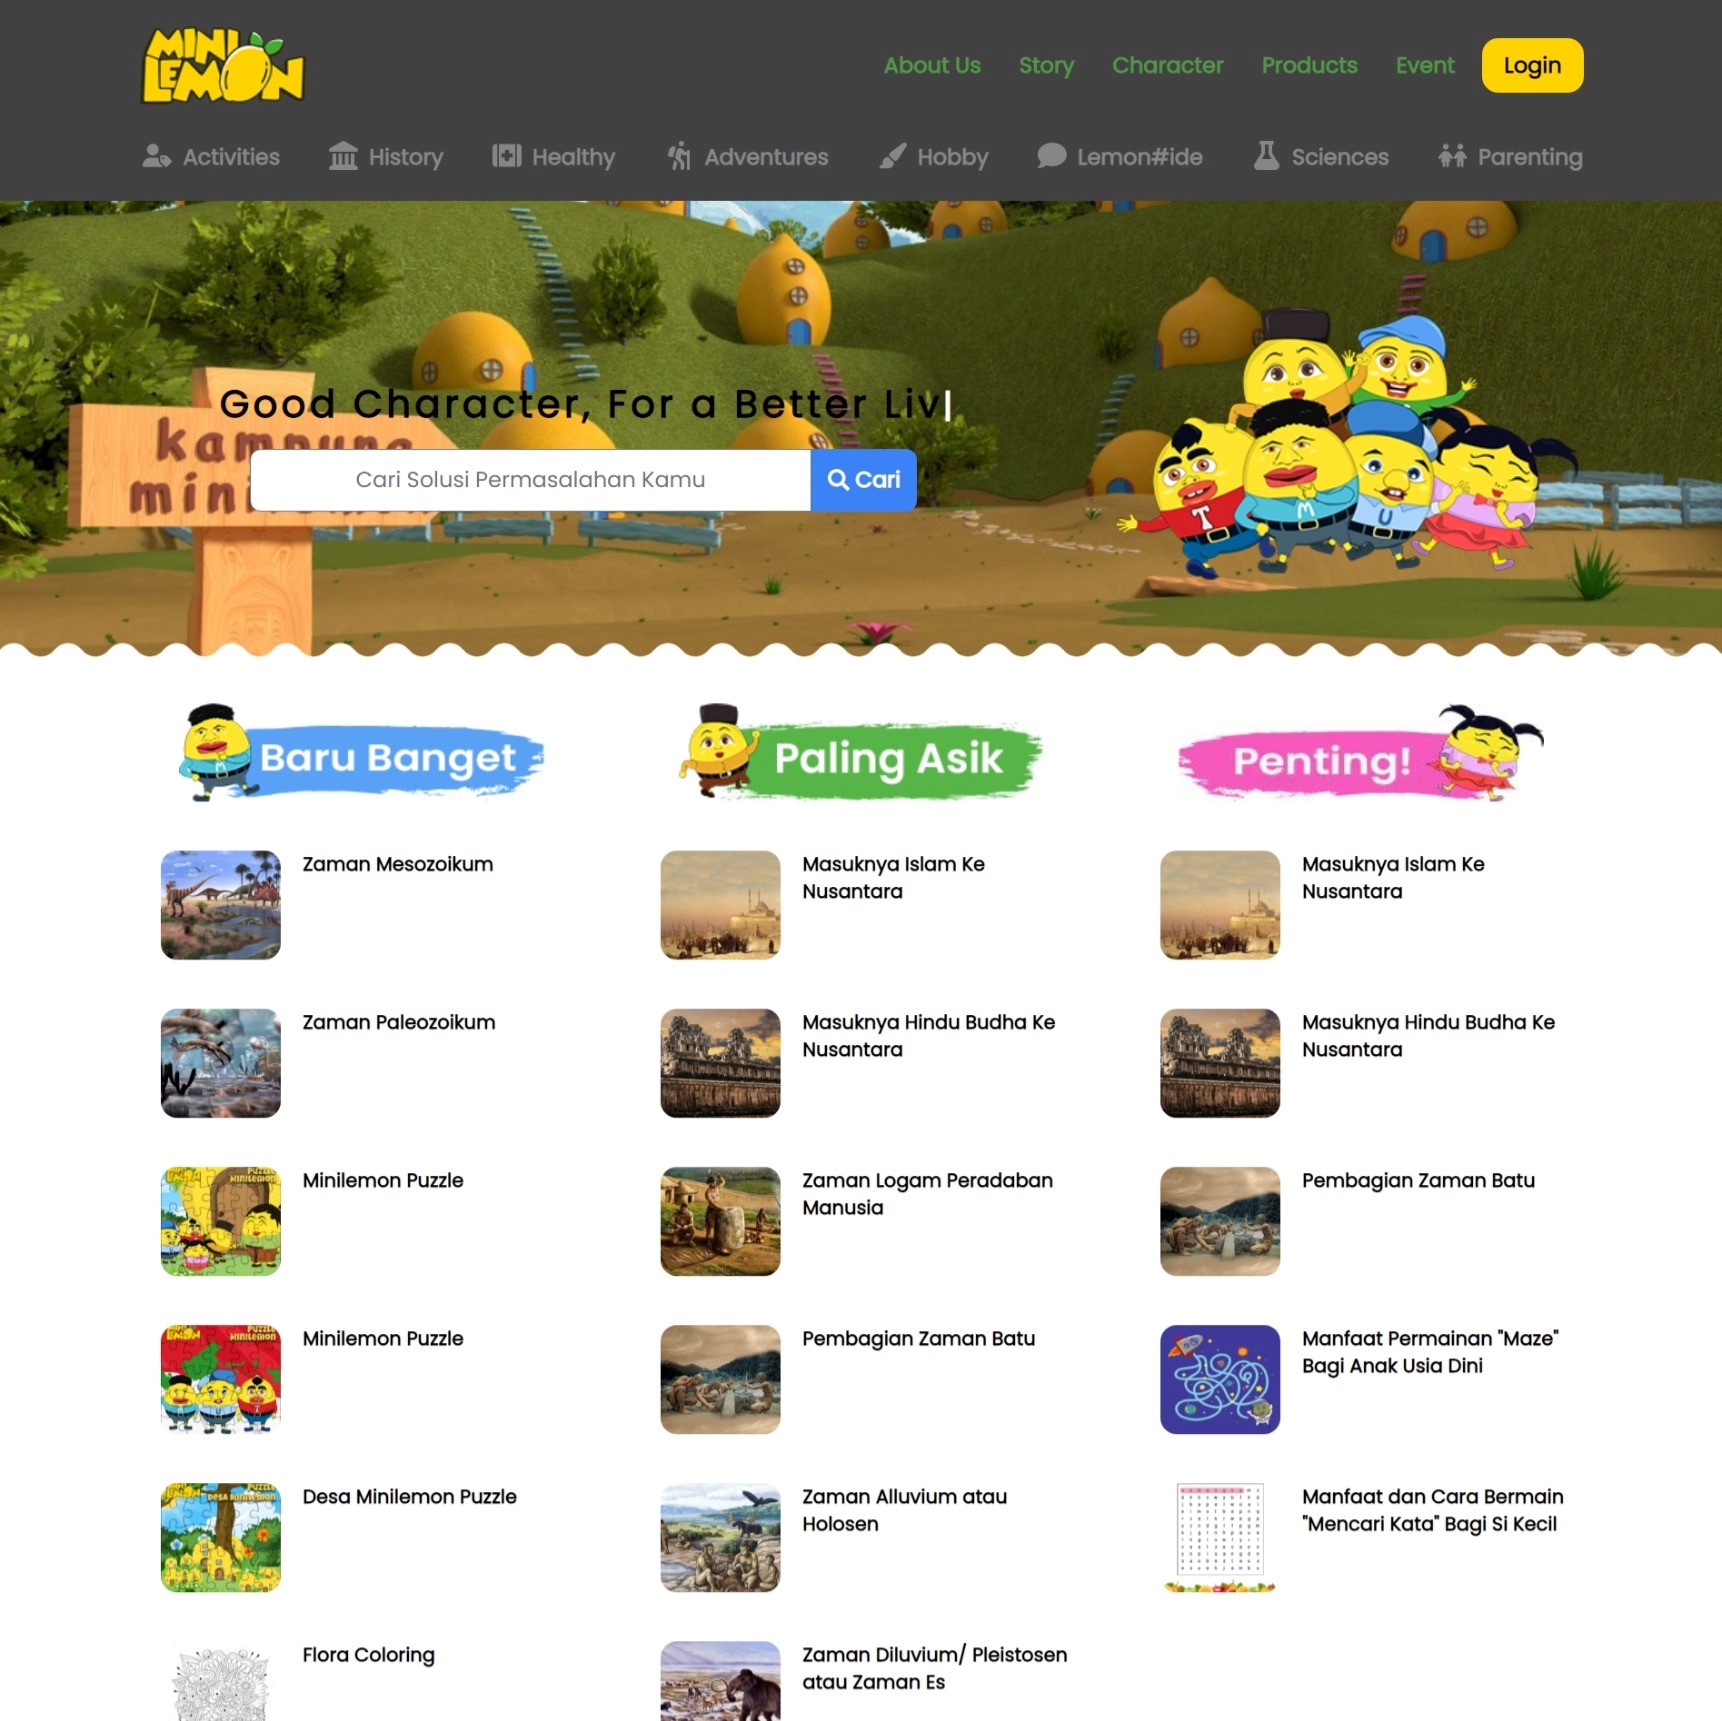 MINI
LEMON
About Us
Story
Character
Products
Event
Login
Activities
History
Healthy
Adventures
Hobby
Lemon#ide
Sciences
Parenting
Good Character, For a Better Liv
kampung
mini
Cari Solusi Permasalahan Kamu
Cari
T
M
U
Baru Banget
Zaman Mesozoikum
Zaman Paleozoikum
Minilemon Puzzle
Minilemon Puzzle
Desa Minilemon Puzzle
Flora Coloring
Paling Asik
Masuknya Islam Ke
Nusantara
Masuknya Hindu Budha Ke
Nusantara
Zaman Logam Peradaban
Manusia
Pembagian Zaman Batu
Zaman Alluvium atau
Holosen
Zaman Diluvium/ Pleistosen
atau Zaman Es
Penting!
Masuknya Islam Ke
Nusantara
Masuknya Hindu Budha Ke
Nusantara
Pembagian Zaman Batu
Manfaat Permainan "Maze"
Bagi Anak Usia Dini
Manfaat dan Cara Bermain
"Mencari Kata" Bagi Si Kecil